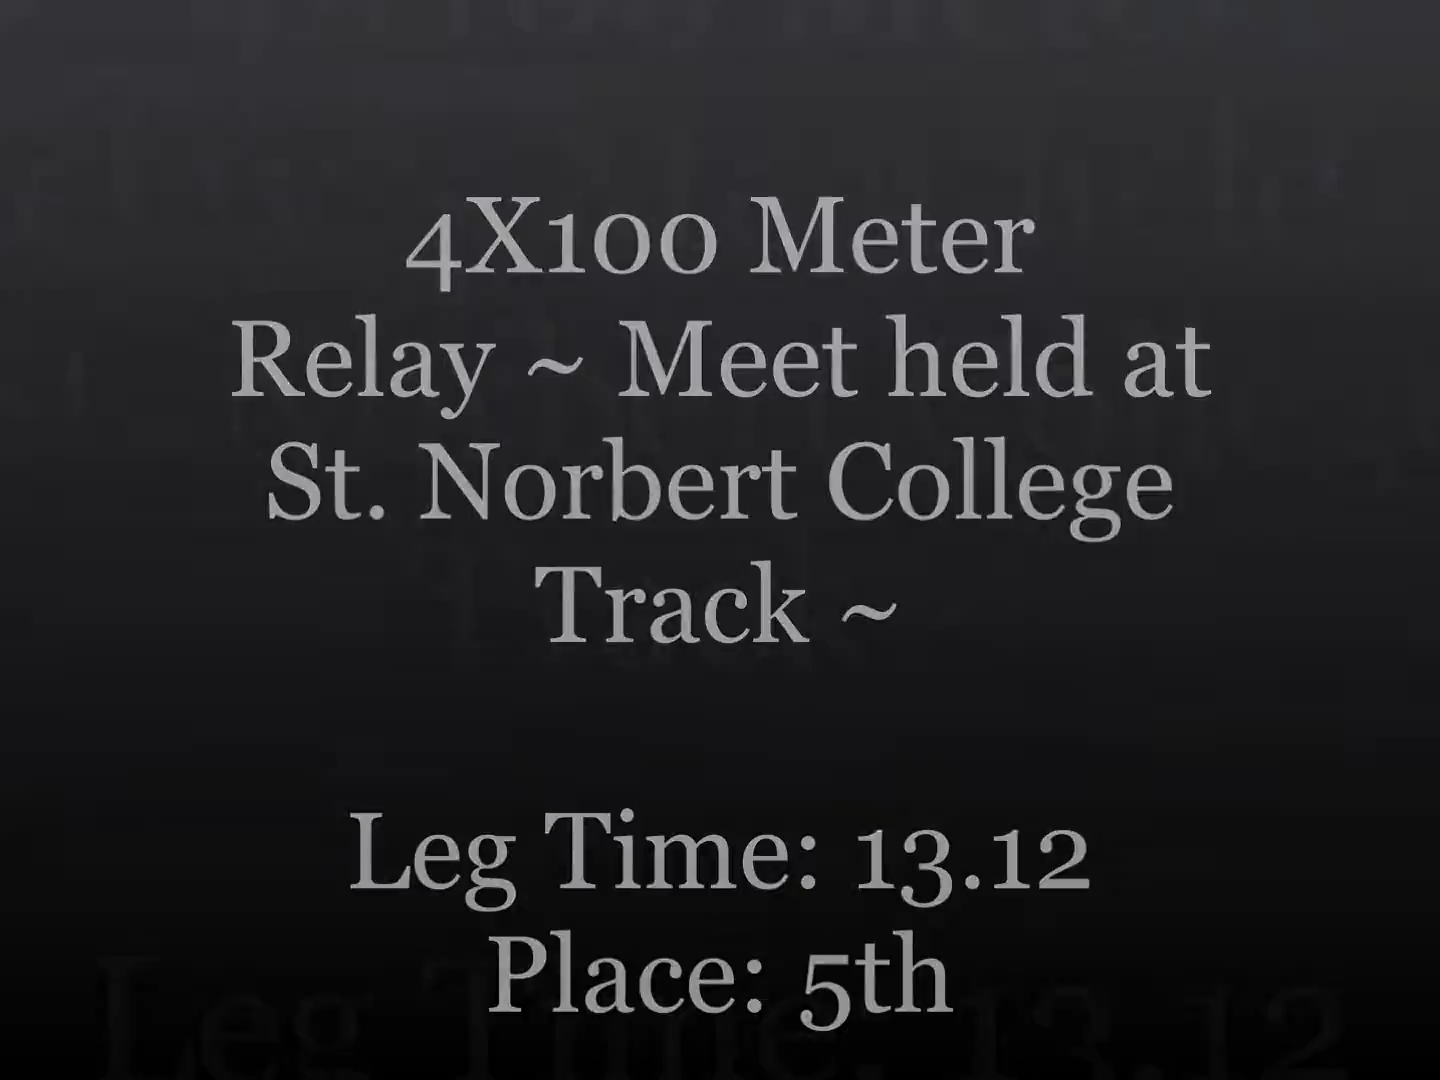 4X100 Meter
Relay ~ Meet held at
St. Norbert College
Track ~
Leg Time: 13.12
Place: 5th